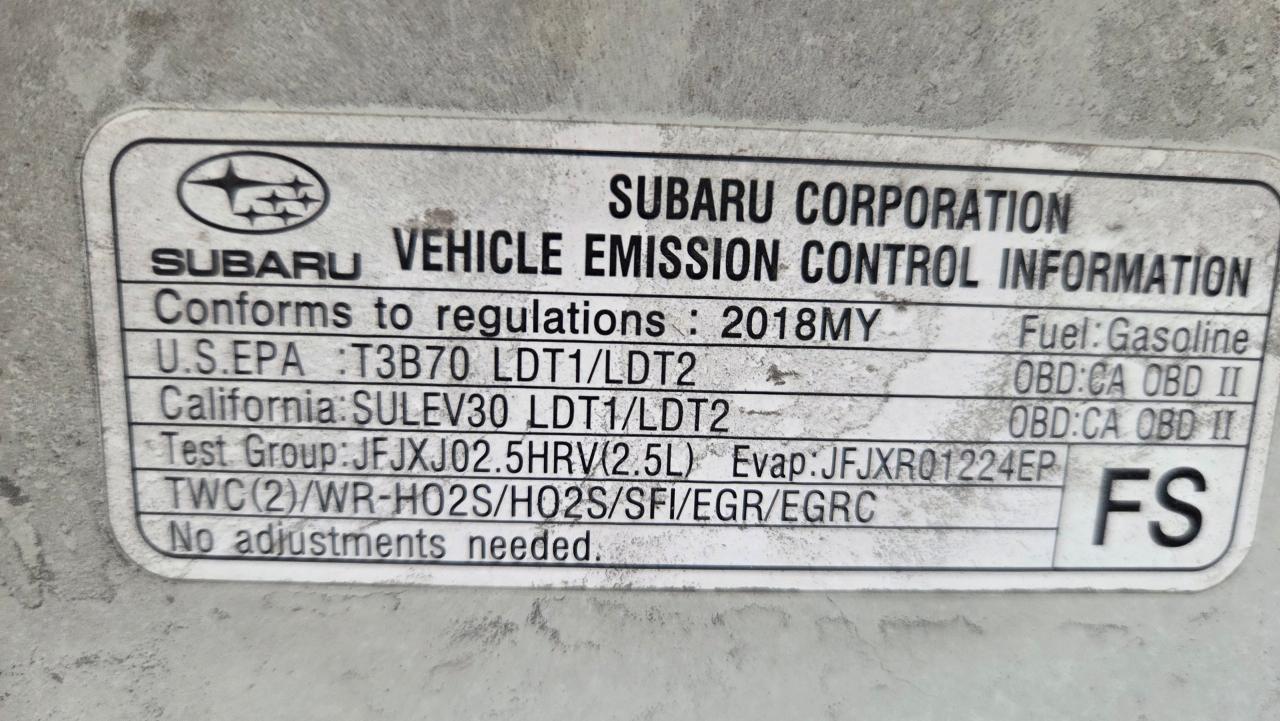 SUBARU CORPORATION
SUBARU VEHICLE EMISSION CONTROL INFORMATION
Conforms to regulations : 2018MY Fuel:Gasoline
U.S.EPA :T3B70 LDT1/LDT2 OBD:CA OBD II
California:SULEV30 LDT1/LDT2 OBD:CA OBD II
Test Group:JFJXJ02.5HRV(2.5L) Evap:JFJXR01224EP
TWC(2)/WR-HO2S/HO2S/SFI/EGR/EGRC
FS
No adjustments needed.